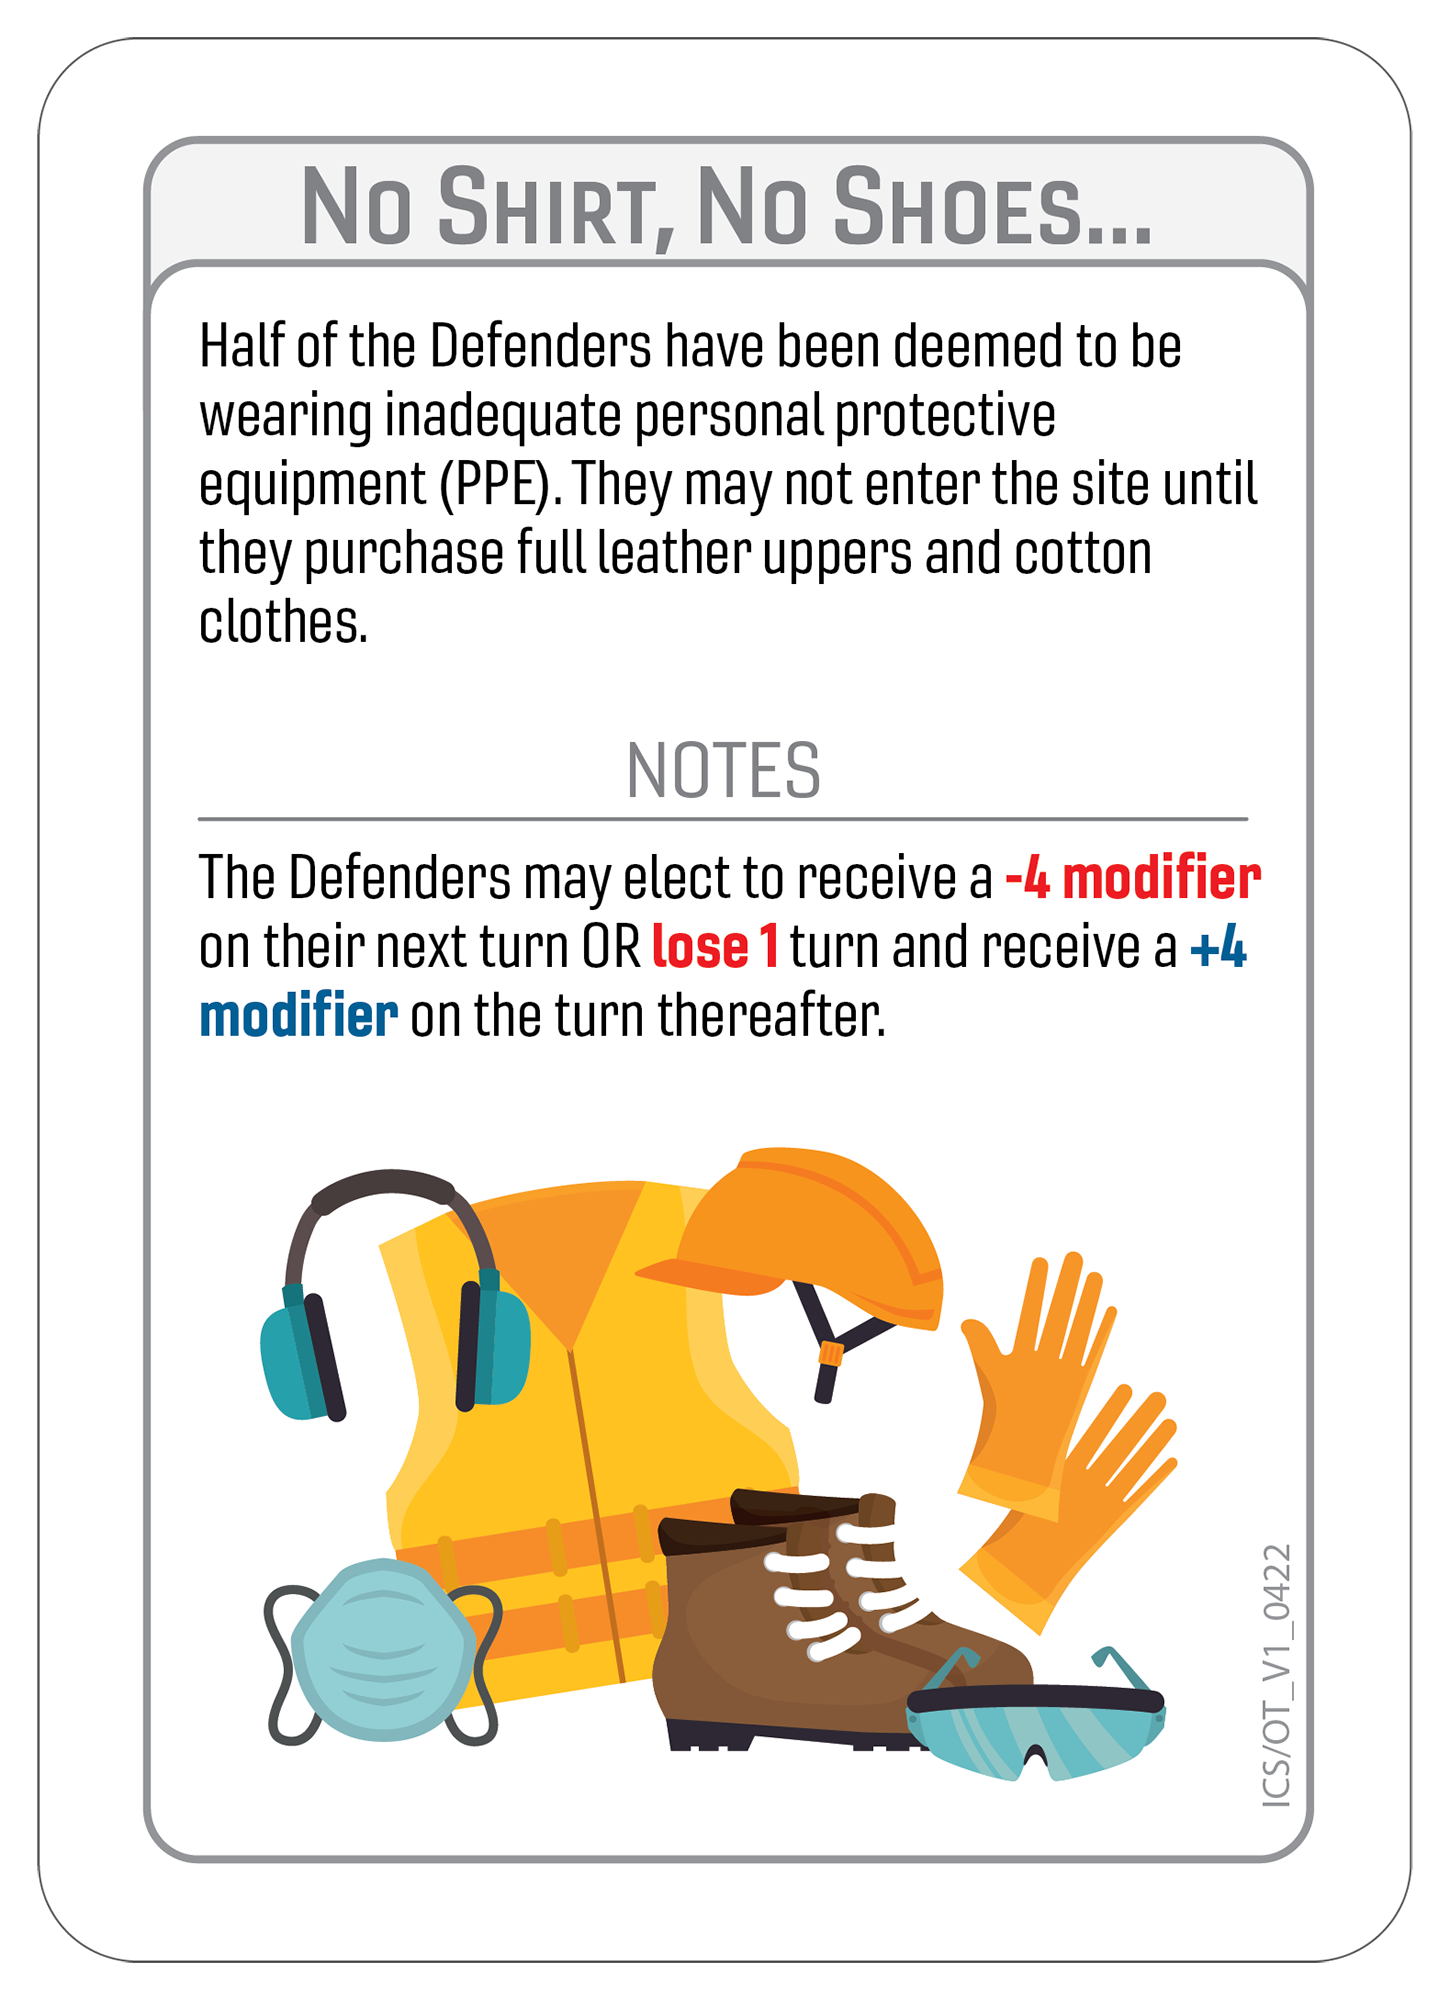 No Shirt, No Shoes...
Half of the Defenders have been deemed to be
wearing inadequate personal protective
equipment (PPE). They may not enter the site until
they purchase full leather uppers and cotton
clothes.
NOTES
The Defenders may elect to receive a -4 modifier
on their next turn OR lose 1 turn and receive a +4
modifier on the turn thereafter.
ICS/OT_V1_0422